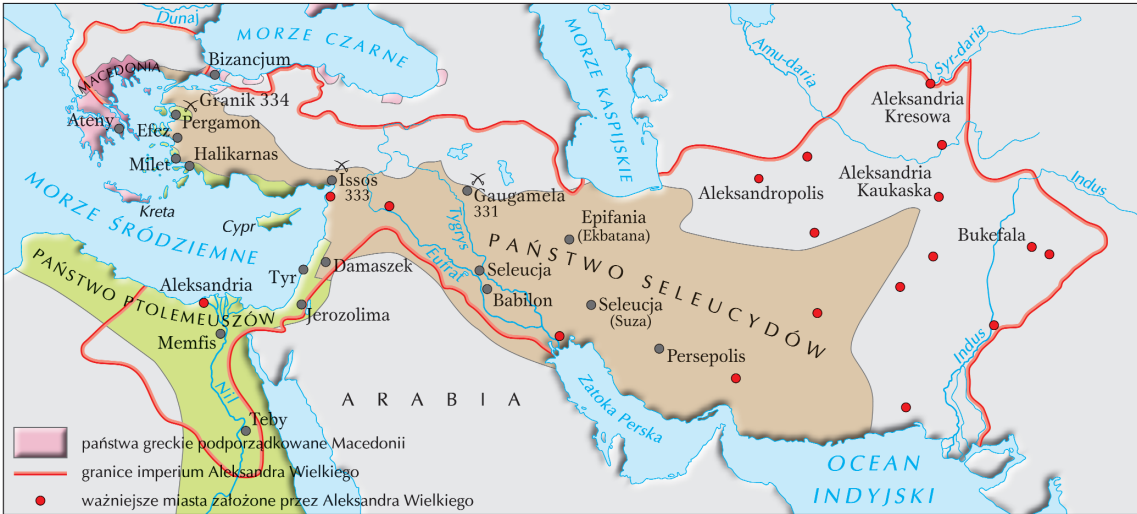 Dunaj
MORZE CZARNE
MORZE KASPIJSKIE
Amu-daria
Syr-daria
MACEDONIA
Bizancjum
Granik 334
Ateny
Pergamon
Efez
Milet
Halikarnas
Issos
333
Gaugamela
331
Aleksandria
Kresowa
Aleksandropolis
Aleksandria
Kaukaska
Indus
Kreta
Cypr
MORZE ŚRÓDZIEMNE
Tygrys
Eufrat
Epifania
(Ekbatana)
Bukefala
PAŃSTWO SELEUCYDÓW
PAŃSTWO PTOLEMEUSZÓW
Tyr
Damaszek
Seleucja
Aleksandria
Babilon
Seleucja
(Suza)
Jerozolima
Memfis
Persepolis
Indus
Nil
ARABIA
Zatoka Perska
Teby
OCEAN
INDYJSKI
państwa greckie podporządkowane Macedonii
granice imperium Aleksandra Wielkiego
ważniejsze miasta założone przez Aleksandra Wielkiego